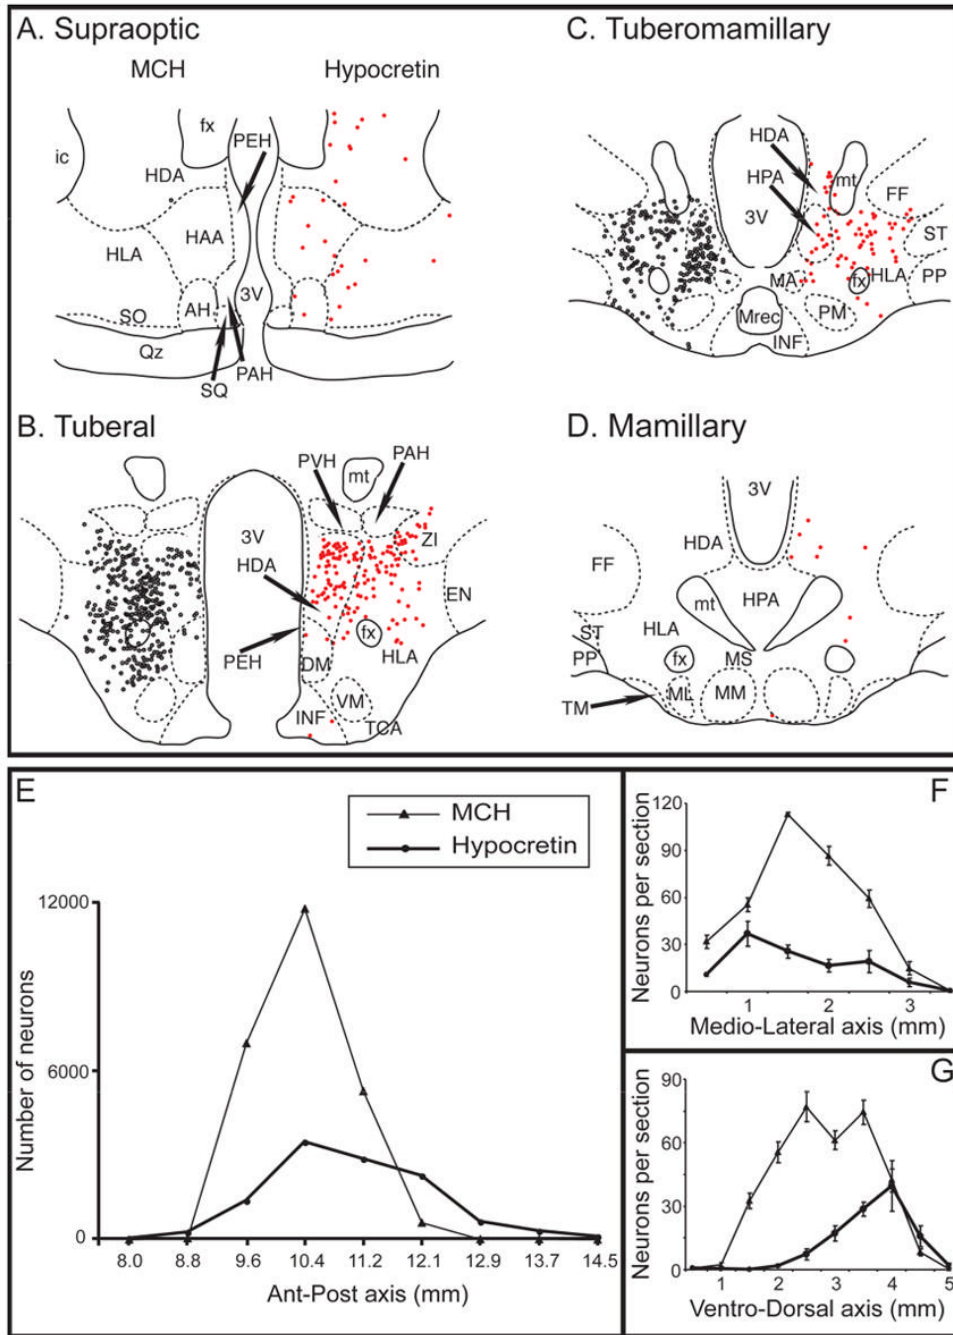 A. Supraoptic
MCH
Hypocretin
fx
PEH
ic
HDA
HAA
HLA
3V
AH
SO
Qz
PAH
SQ
C. Tuberomamillary
HDA
mt
HPA
FF
3V
ST
MA
fx
HLA
PP
Mrec
PM
INF
B. Tuberal
PVH
PAH
mt
3V
ZI
HDA
EN
fx
PEH
DM
HLA
VM
INF
TCA
D. Mamillary
3V
HDA
FF
mt
HPA
ST
HLA
PP
fx
MS
ML
MM
TM
E
MCH
Hypocretin
12000
6000
0
Number of neurons
8.0 8.8 9.6 10.4 11.2 12.1 12.9 13.7 14.5
Ant-Post axis (mm)
F
120
90
60
30
0
Neurons per section
1 2 3
Medio-Lateral axis (mm)
G
90
60
30
0
Neurons per section
1 2 3 4 5
Ventro-Dorsal axis (mm)